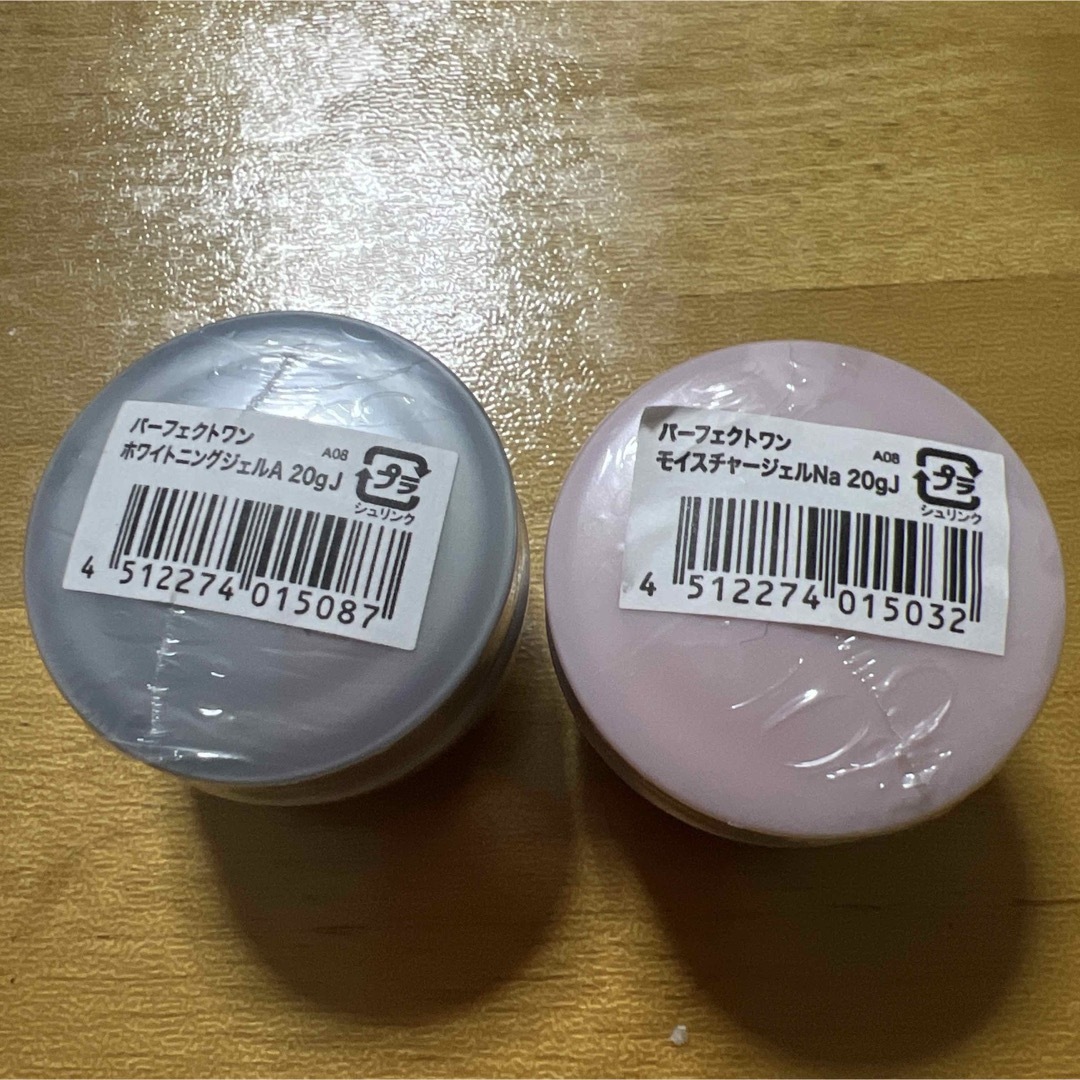 パーフェクトワン
ホワイトニングジェルA 20gJ
A08
プラ
シュリンク
4 512274 015087
パーフェクトワン
モイスチャージェルNa 20gJ
A08
プラ
シュリンク
4 512274 015032